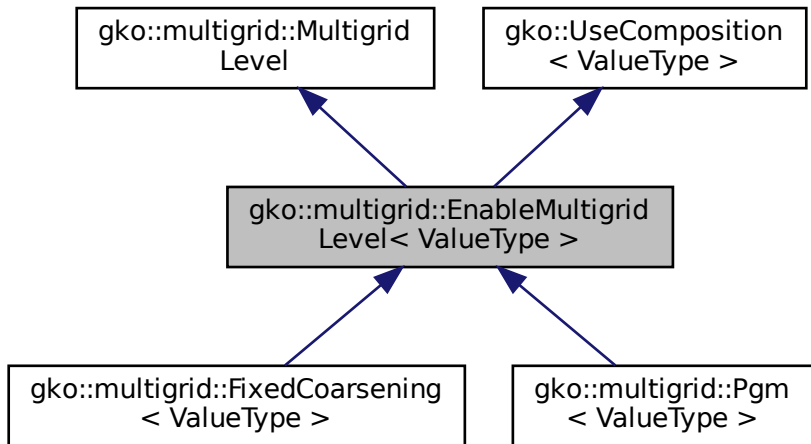 gko::multigrid::Multigrid
Level
gko::UseComposition
< ValueType >
gko::multigrid::EnableMultigrid
Level< ValueType >
gko::multigrid::FixedCoarsening
< ValueType >
gko::multigrid::Pgm
< ValueType >